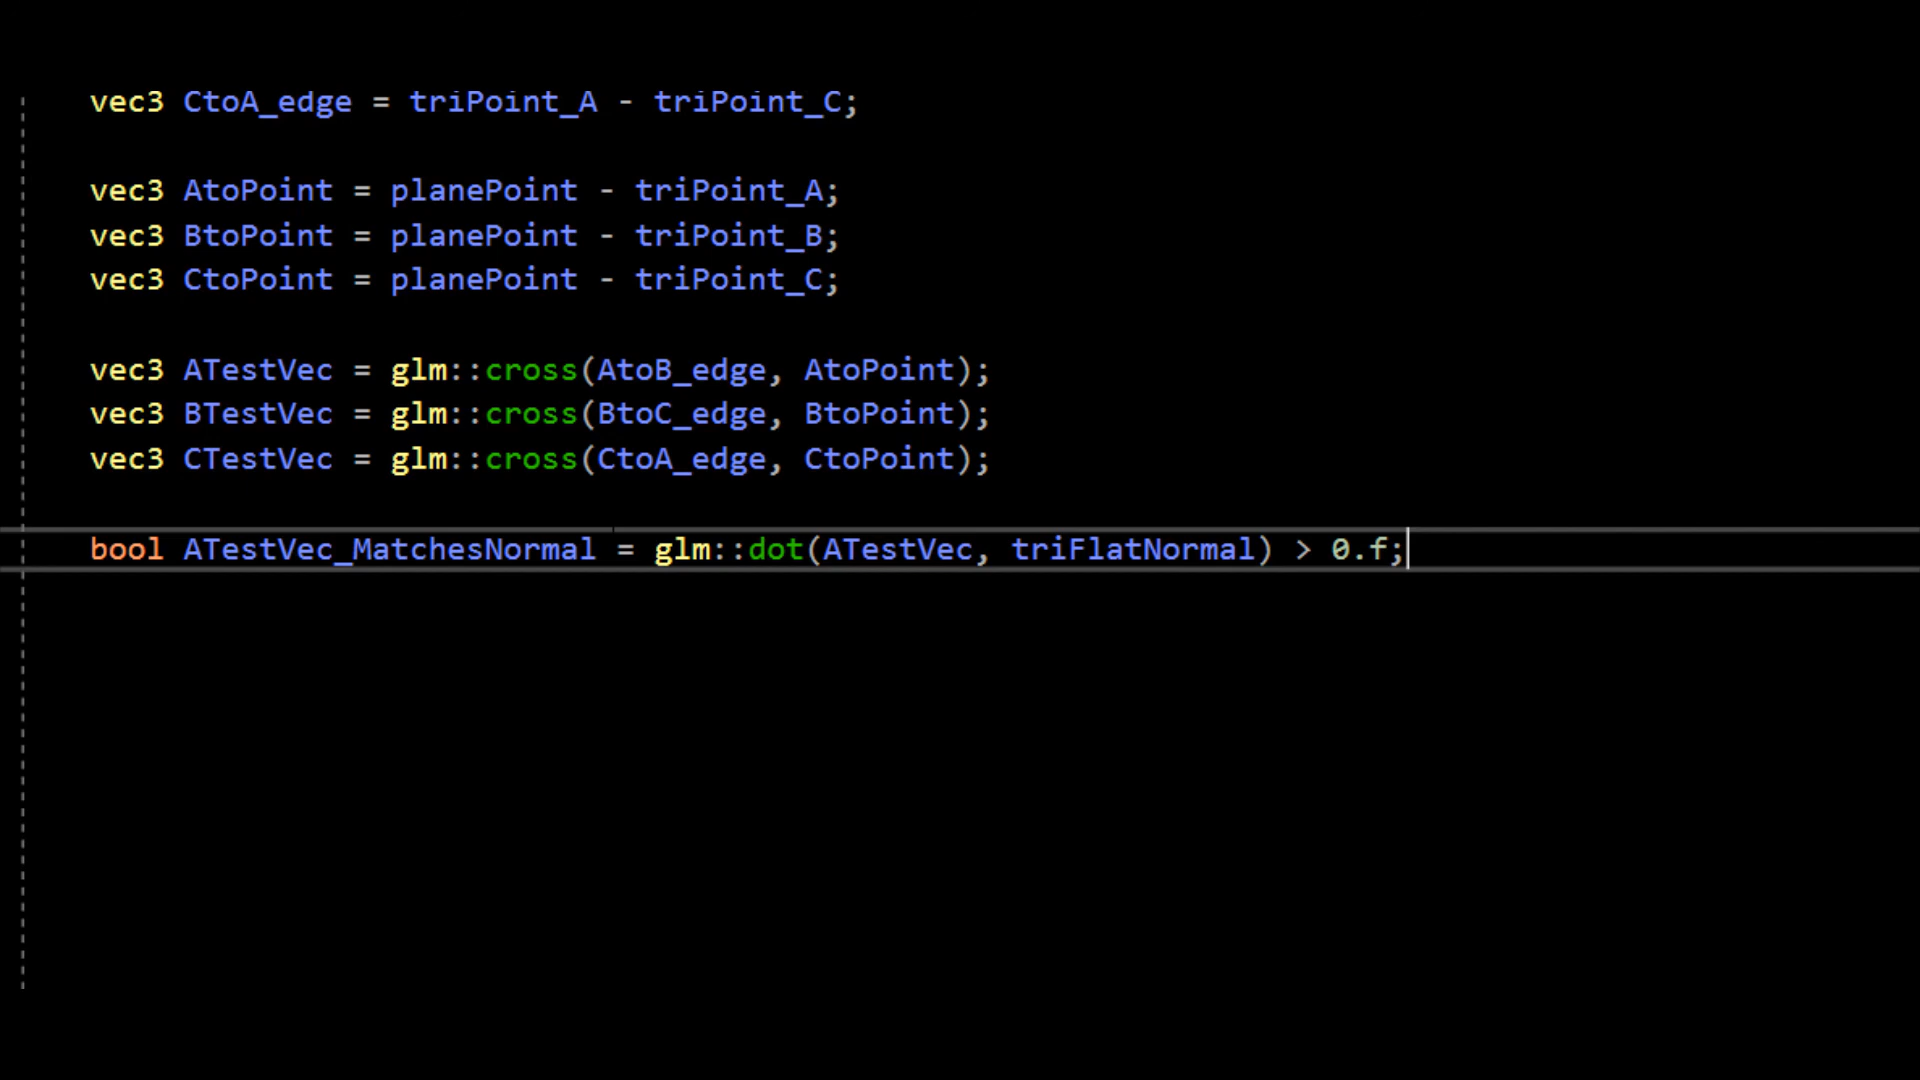 vec3 CtoA_edge = triPoint_A - triPoint_C;
vec3 AtoPoint = planePoint - triPoint_A;
vec3 BtoPoint = planePoint - triPoint_B;
vec3 CtoPoint = planePoint - triPoint_C;
vec3 ATestVec = glm::cross(AtoB_edge, AtoPoint);
vec3 BTestVec = glm::cross(BtoC_edge, BtoPoint);
vec3 CTestVec = glm::cross(CtoA_edge, CtoPoint);
bool ATestVec_MatchesNormal = glm::dot(ATestVec, triFlatNormal) > 0.f;